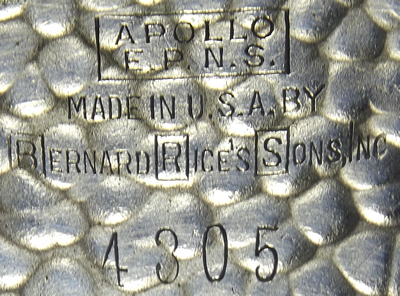 APOLLO
E.P.N.S.
MADE IN U.S.A. BY
BERNARD RICE'S SONS, INC
4305